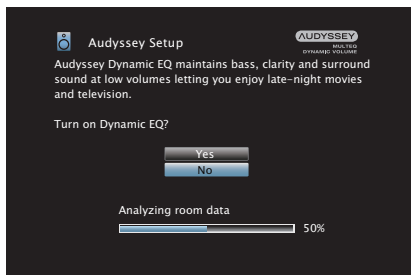 Audyssey Setup
AUDYSSEY
MULTEQ
DYNAMIC VOLUME
Audyssey Dynamic EQ maintains bass, clarity and surround
sound at low volumes letting you enjoy late-night movies
and television.
Turn on Dynamic EQ?
Yes
No
Analyzing room data
50%